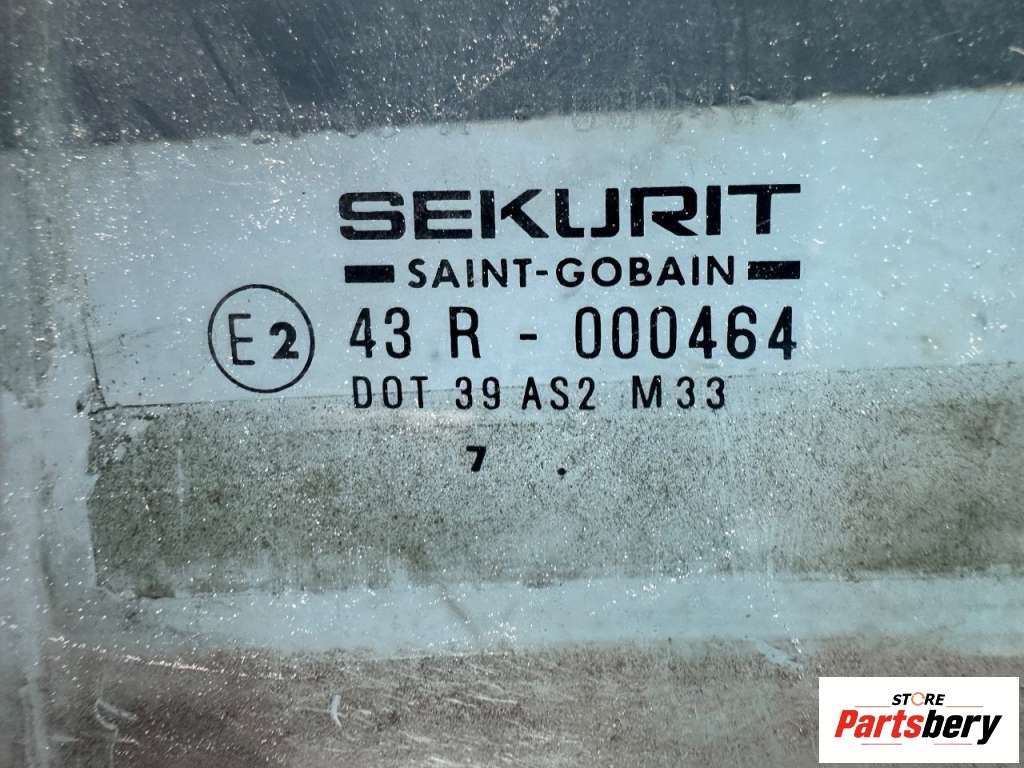 SEKURIT
SAINT-GOBAIN
E2 43 R - 000464
DOT 39 AS2 M33
7 .
STORE
Partsbery